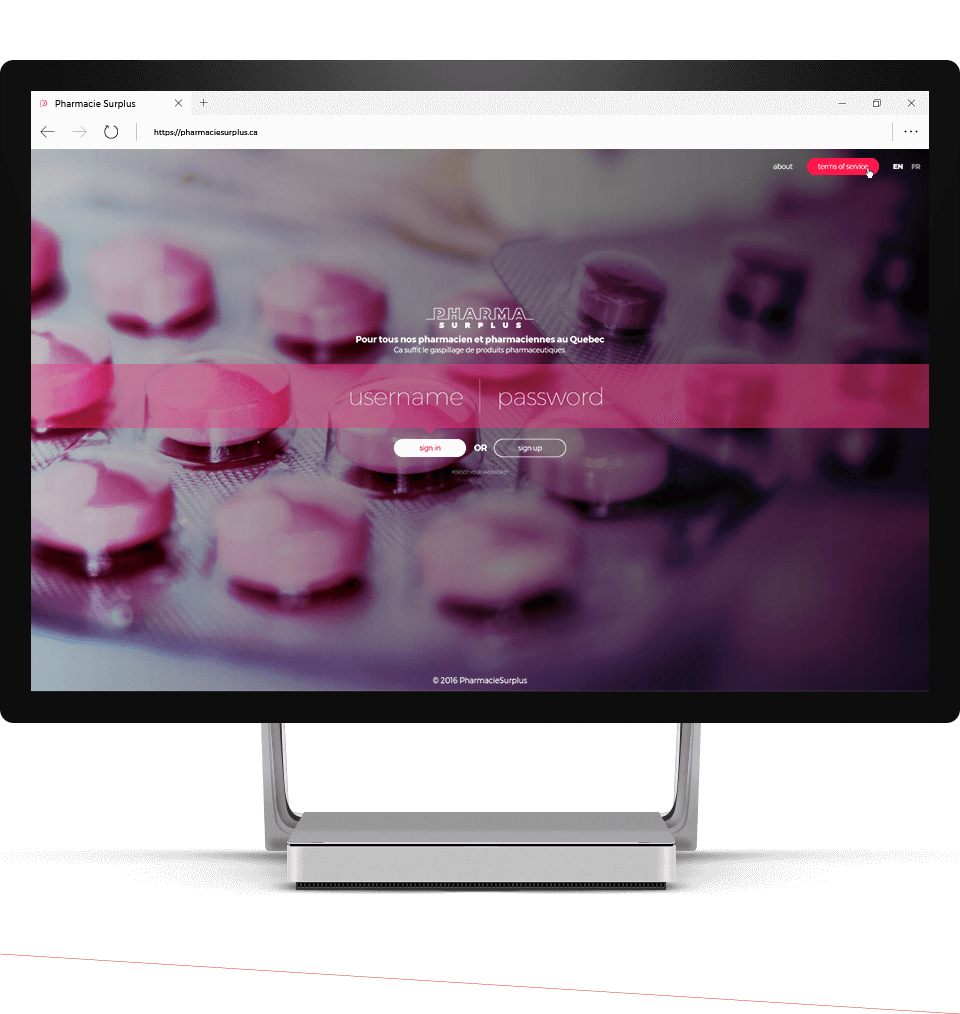 Pharmacie Surplus
https://pharmaciesurplus.ca
about
terms of service
EN FR
PHARMA
SURPLUS
Pour tous nos pharmacien et pharmaciennes au Quebec
Ca suffit le gaspillage de produits pharmaceutiques.
username password
sign in OR sign up
FORGOT YOUR PASSWORD?
© 2016 PharmacieSurplus